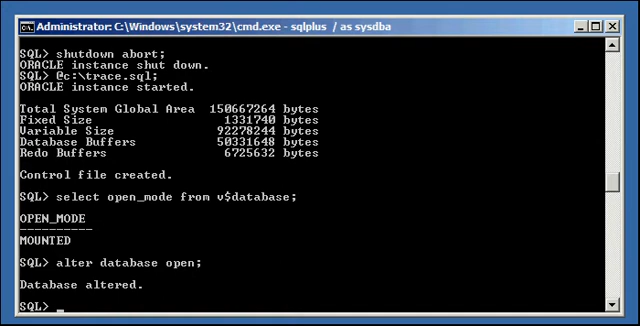 Administrator: C:\Windows\system32\cmd.exe - sqlplus / as sysdba
SQL> shutdown abort;
ORACLE instance shut down.
SQL> @c:\trace.sql;
ORACLE instance started.
Total System Global Area  150667264 bytes
Fixed Size                  1331740 bytes
Variable Size              92278244 bytes
Database Buffers           50331648 bytes
Redo Buffers                6725632 bytes
Control file created.
SQL> select open_mode from v$database;
OPEN_MODE
----------
MOUNTED
SQL> alter database open;
Database altered.
SQL> _